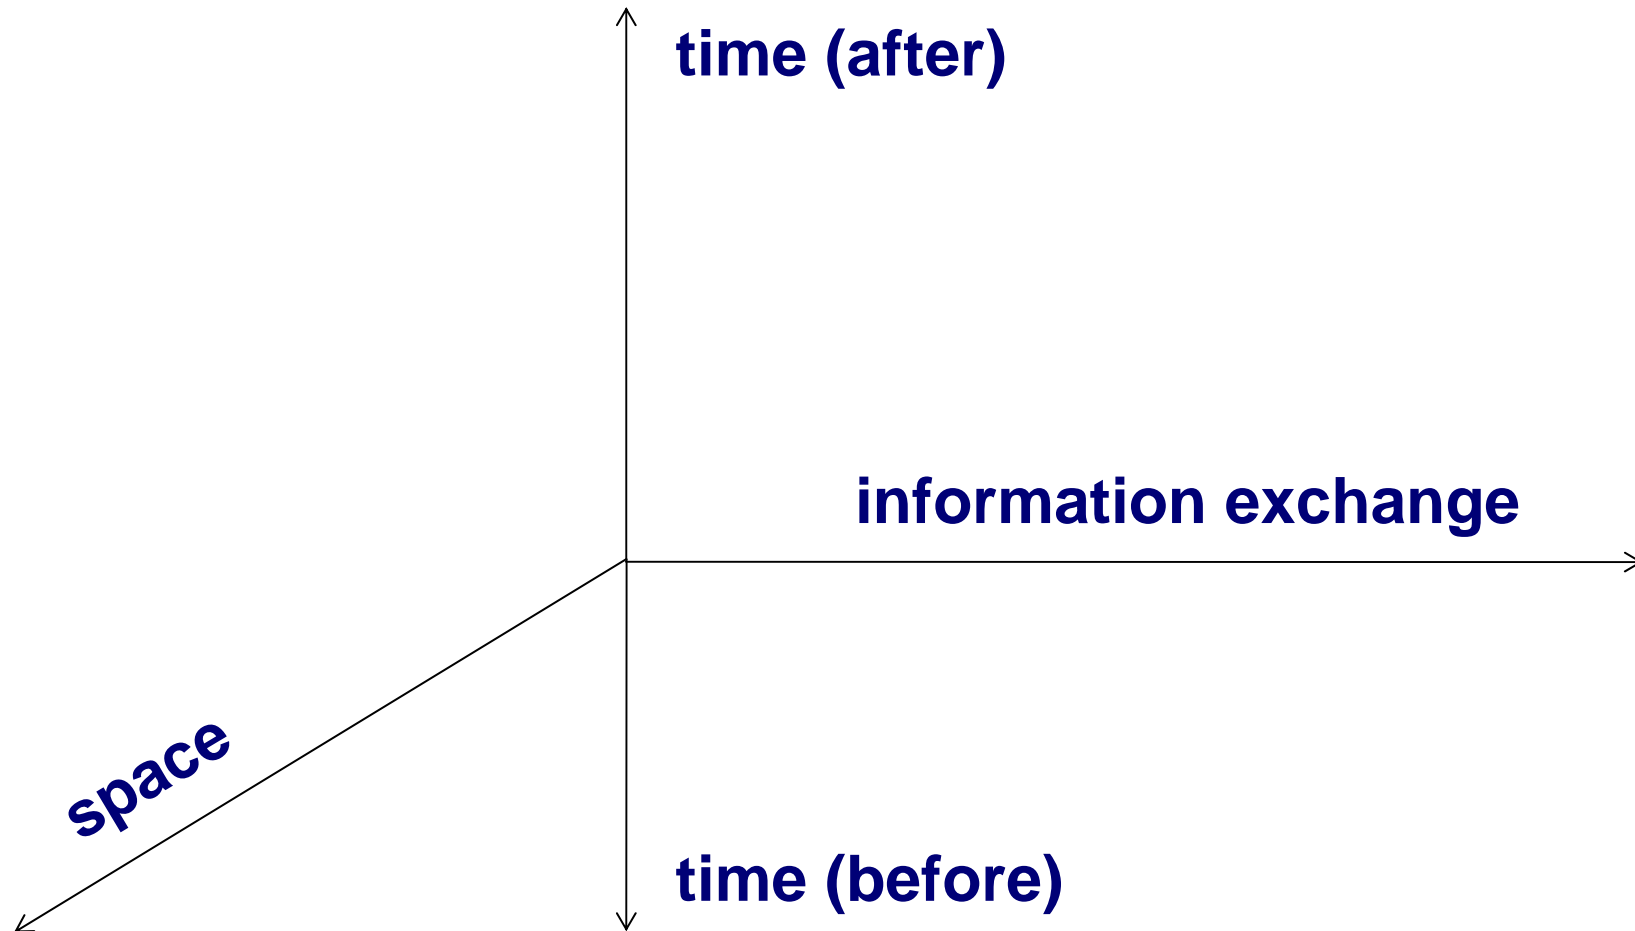 time (after)
information exchange
space
time (before)